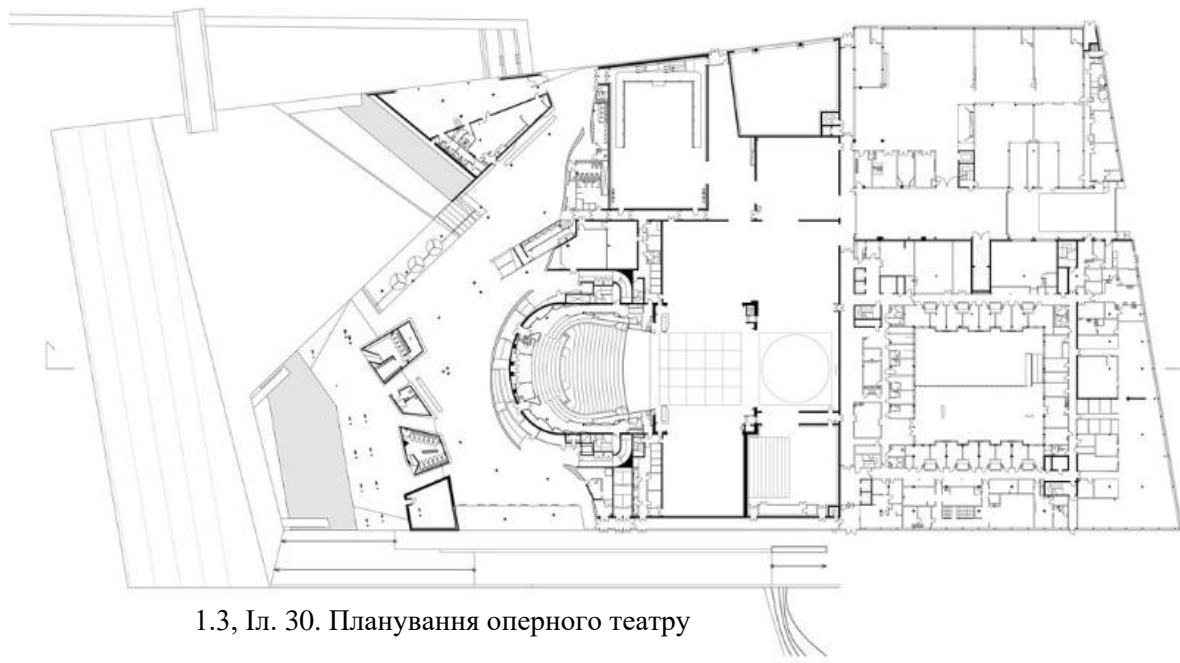 1.3, Іл. 30. Планування оперного театру